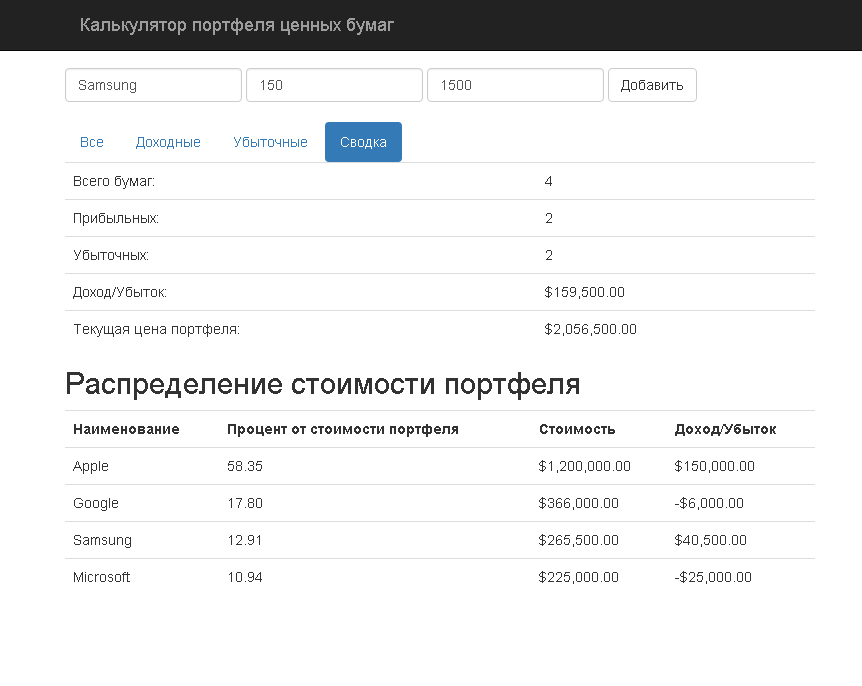 Калькулятор портфеля ценных бумаг
Samsung 150 1500 Добавить
Все Доходные Убыточные Сводка
Всего бумаг: 4
Прибыльных: 2
Убыточных: 2
Доход/Убыток: $159,500.00
Текущая цена портфеля: $2,056,500.00
Распределение стоимости портфеля
Наименование Процент от стоимости портфеля Стоимость Доход/Убыток
Apple 58.35 $1,200,000.00 $150,000.00
Google 17.80 $366,000.00 -$6,000.00
Samsung 12.91 $265,500.00 $40,500.00
Microsoft 10.94 $225,000.00 -$25,000.00